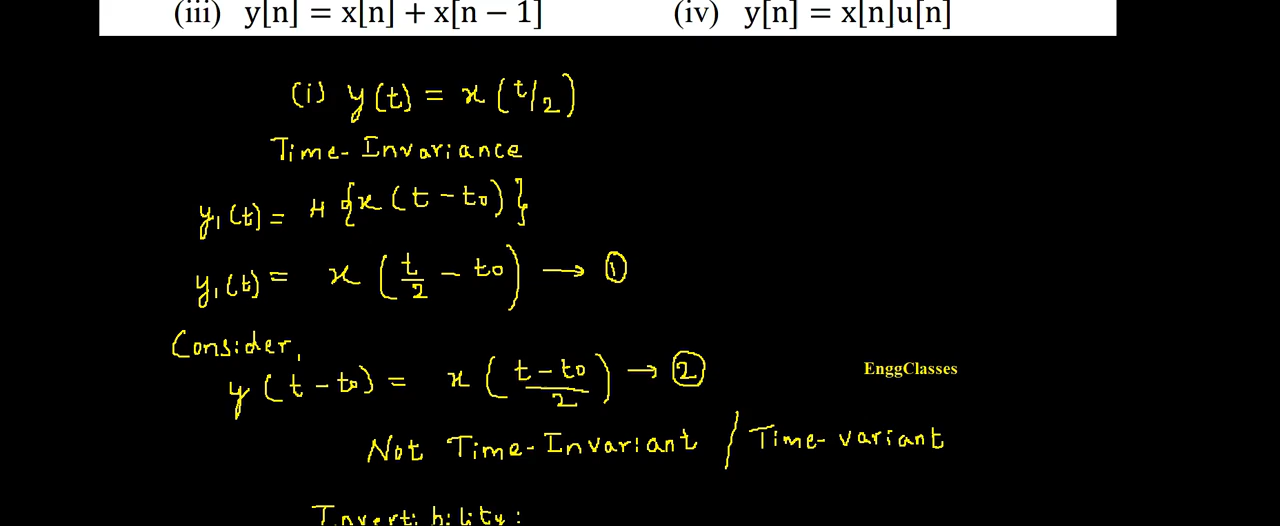 (iii) y[n] = x[n] + x[n − 1] (iv) y[n] = x[n]u[n]
(i) y(t) = x(t/2)
Time-Invariance
y₁(t) = H{x(t-t₀)}
y₁(t) = x(t/2 - t₀) → ①
Consider,
y(t-t₀) = x((t-t₀)/2) → ②
EnggClasses
Not Time-Invariant / Time-variant
Invertibility: